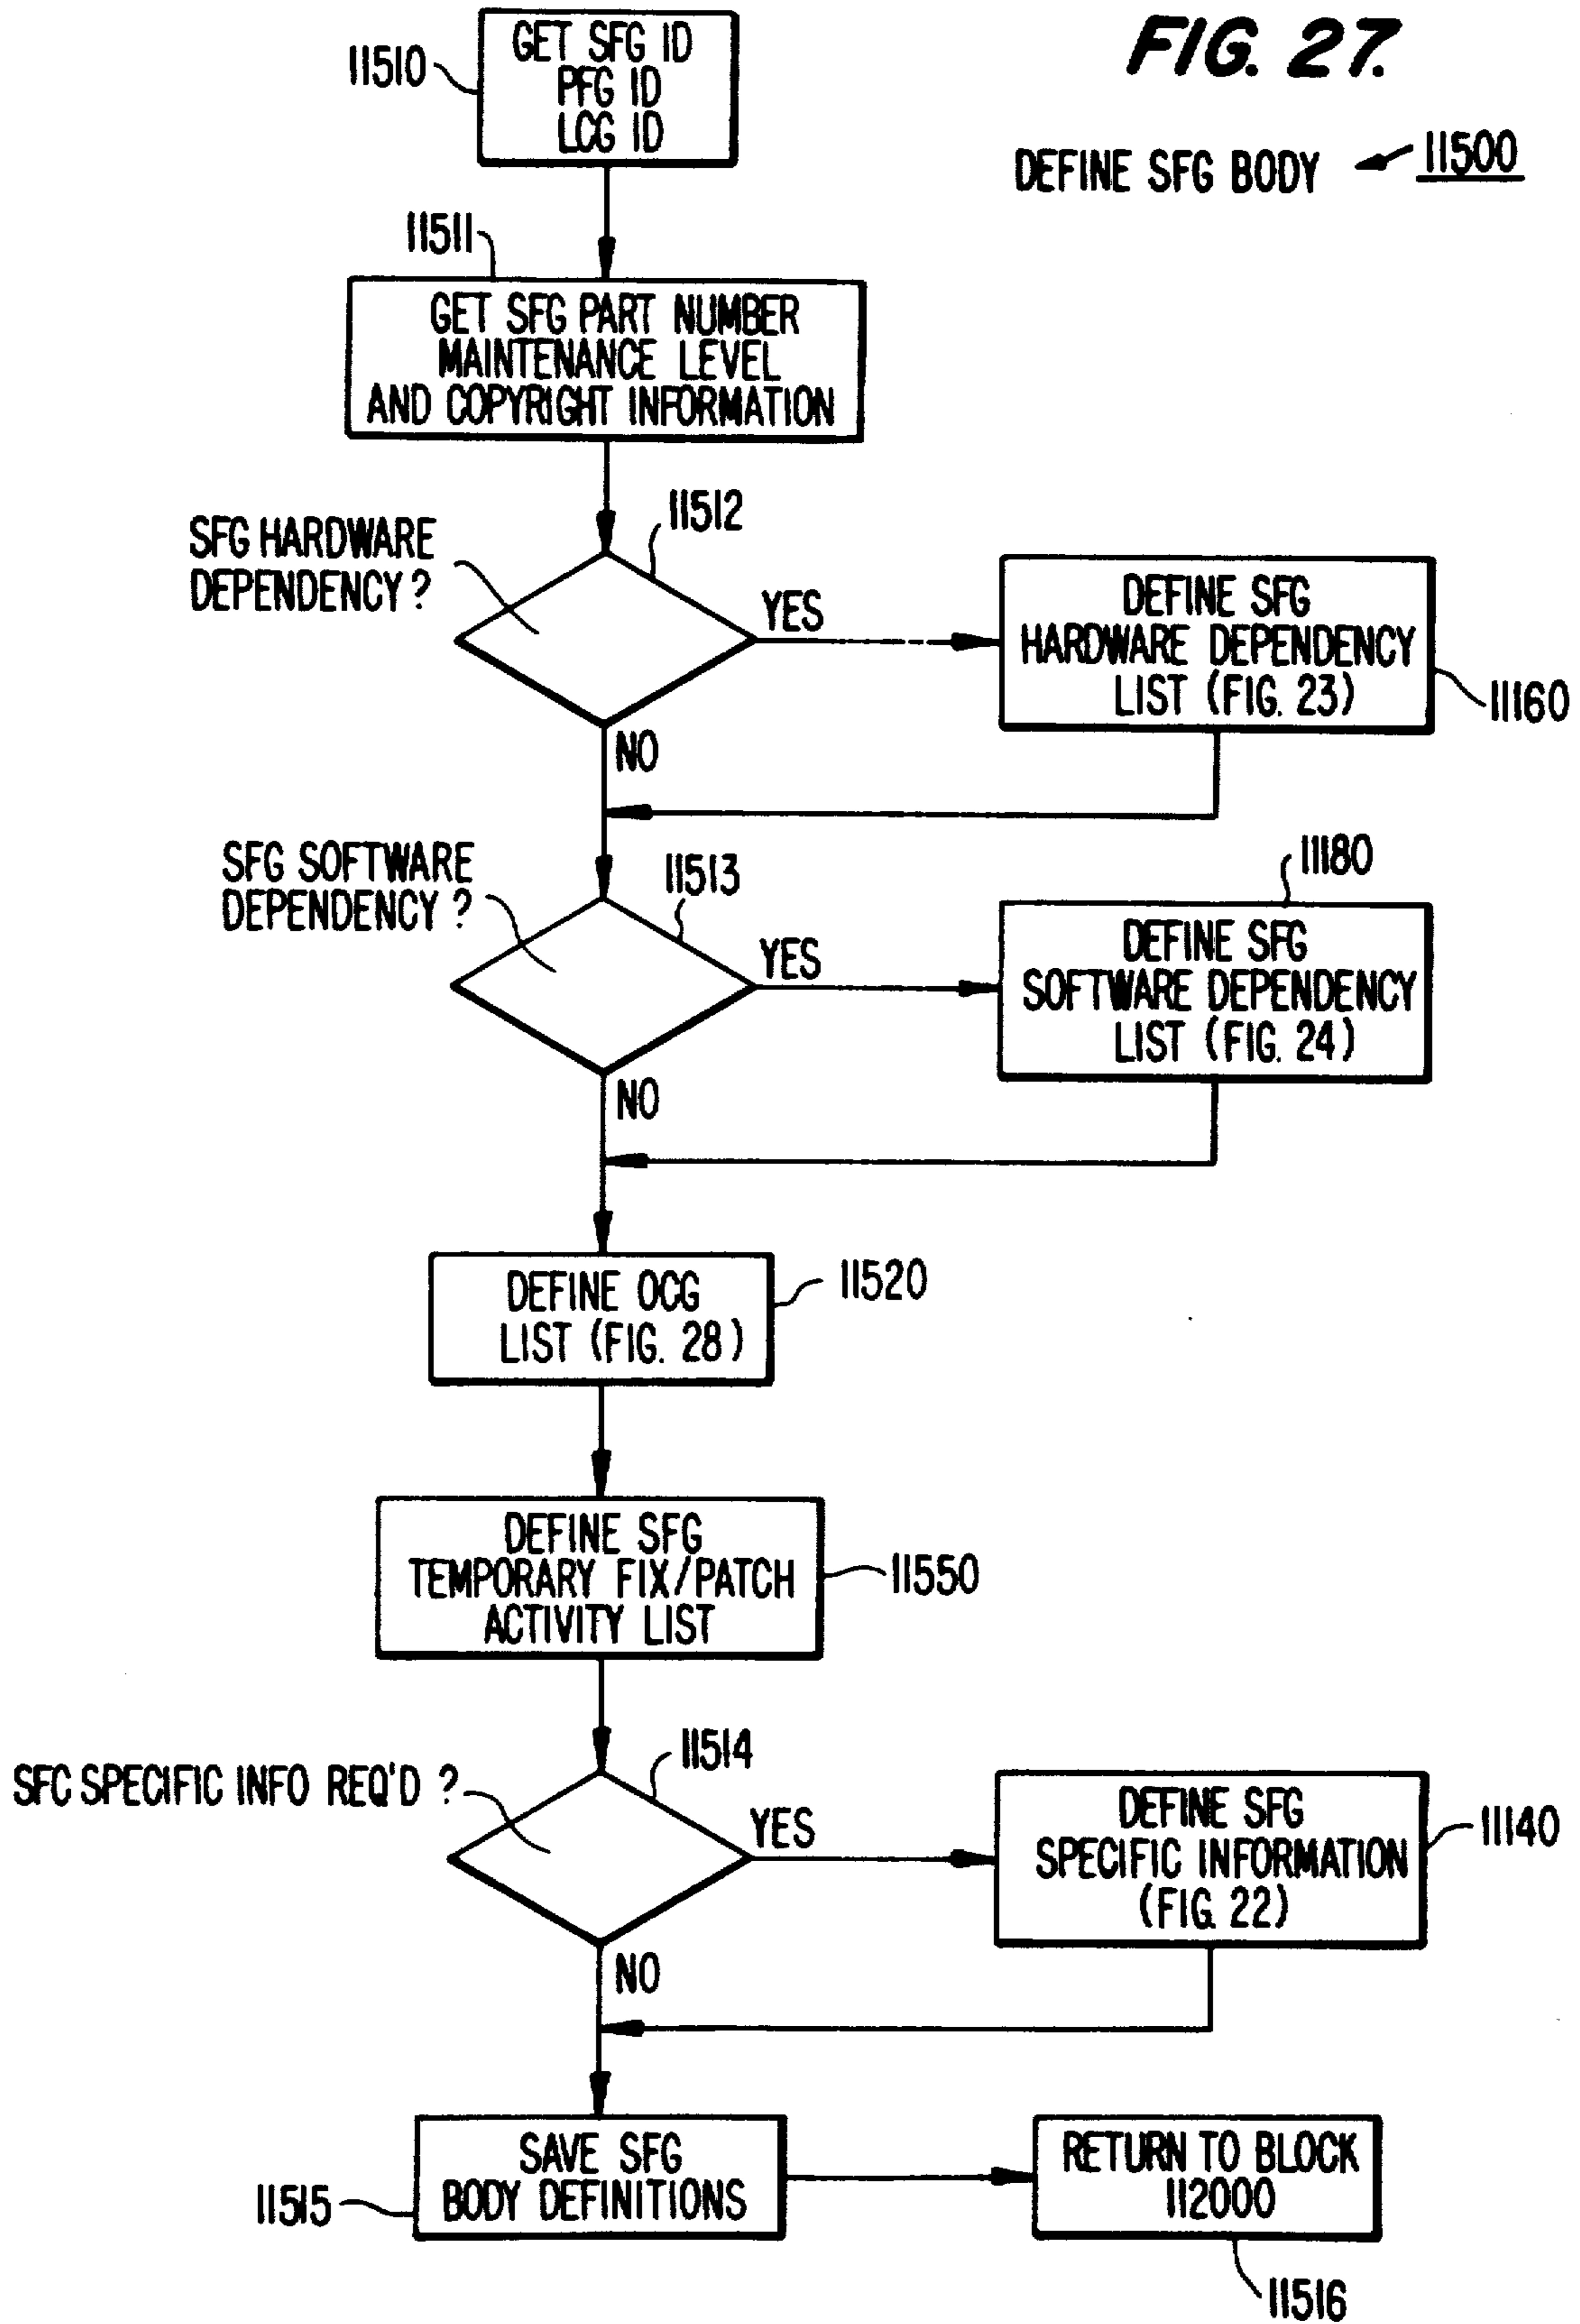 FIG. 27.
DEFINE SFG BODY
11500
11510
GET SFG ID
PFG ID
LCG ID
11511
GET SFG PART NUMBER
MAINTENANCE LEVEL
AND COPYRIGHT INFORMATION
SFG HARDWARE
DEPENDENCY?
11512
YES
NO
DEFINE SFG
HARDWARE DEPENDENCY
LIST (FIG. 23)
11160
SFG SOFTWARE
DEPENDENCY?
11513
YES
NO
11180
DEFINE SFG
SOFTWARE DEPENDENCY
LIST (FIG. 24)
DEFINE OCG
LIST (FIG. 28)
11520
DEFINE SFG
TEMPORARY FIX/PATCH
ACTIVITY LIST
11550
SFC SPECIFIC INFO REQ'D ?
11514
YES
NO
DEFINE SFG
SPECIFIC INFORMATION
(FIG. 22)
11140
SAVE SFG
BODY DEFINITIONS
11515
RETURN TO BLOCK
112000
11516